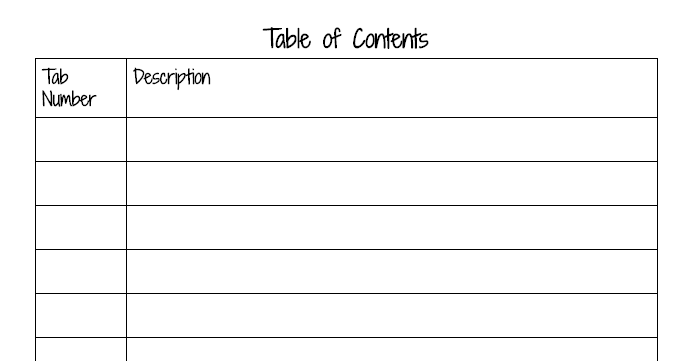 Table of Contents
Tab
Number
Description